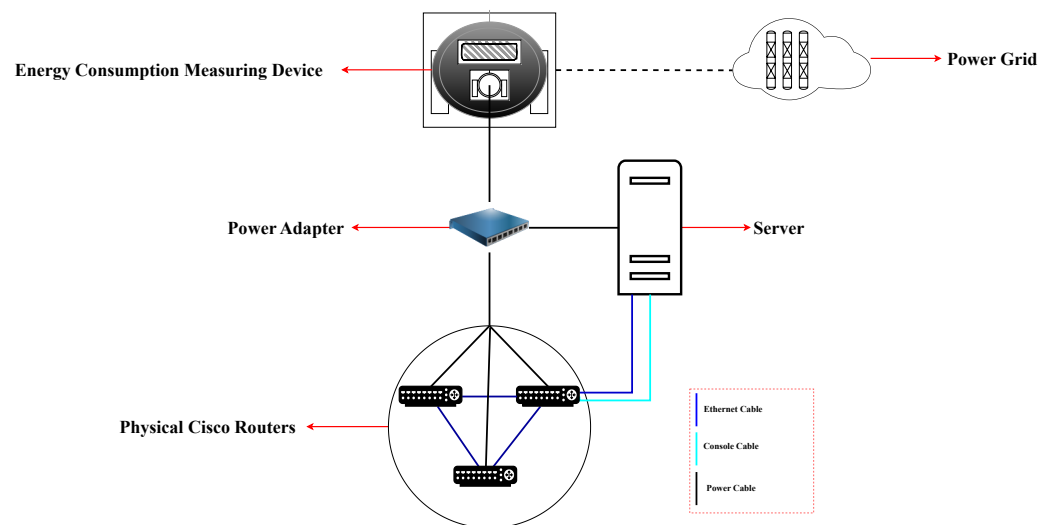 Energy Consumption Measuring Device
Power Grid
Power Adapter
Server
Physical Cisco Routers
Ethernet Cable
Console Cable
Power Cable